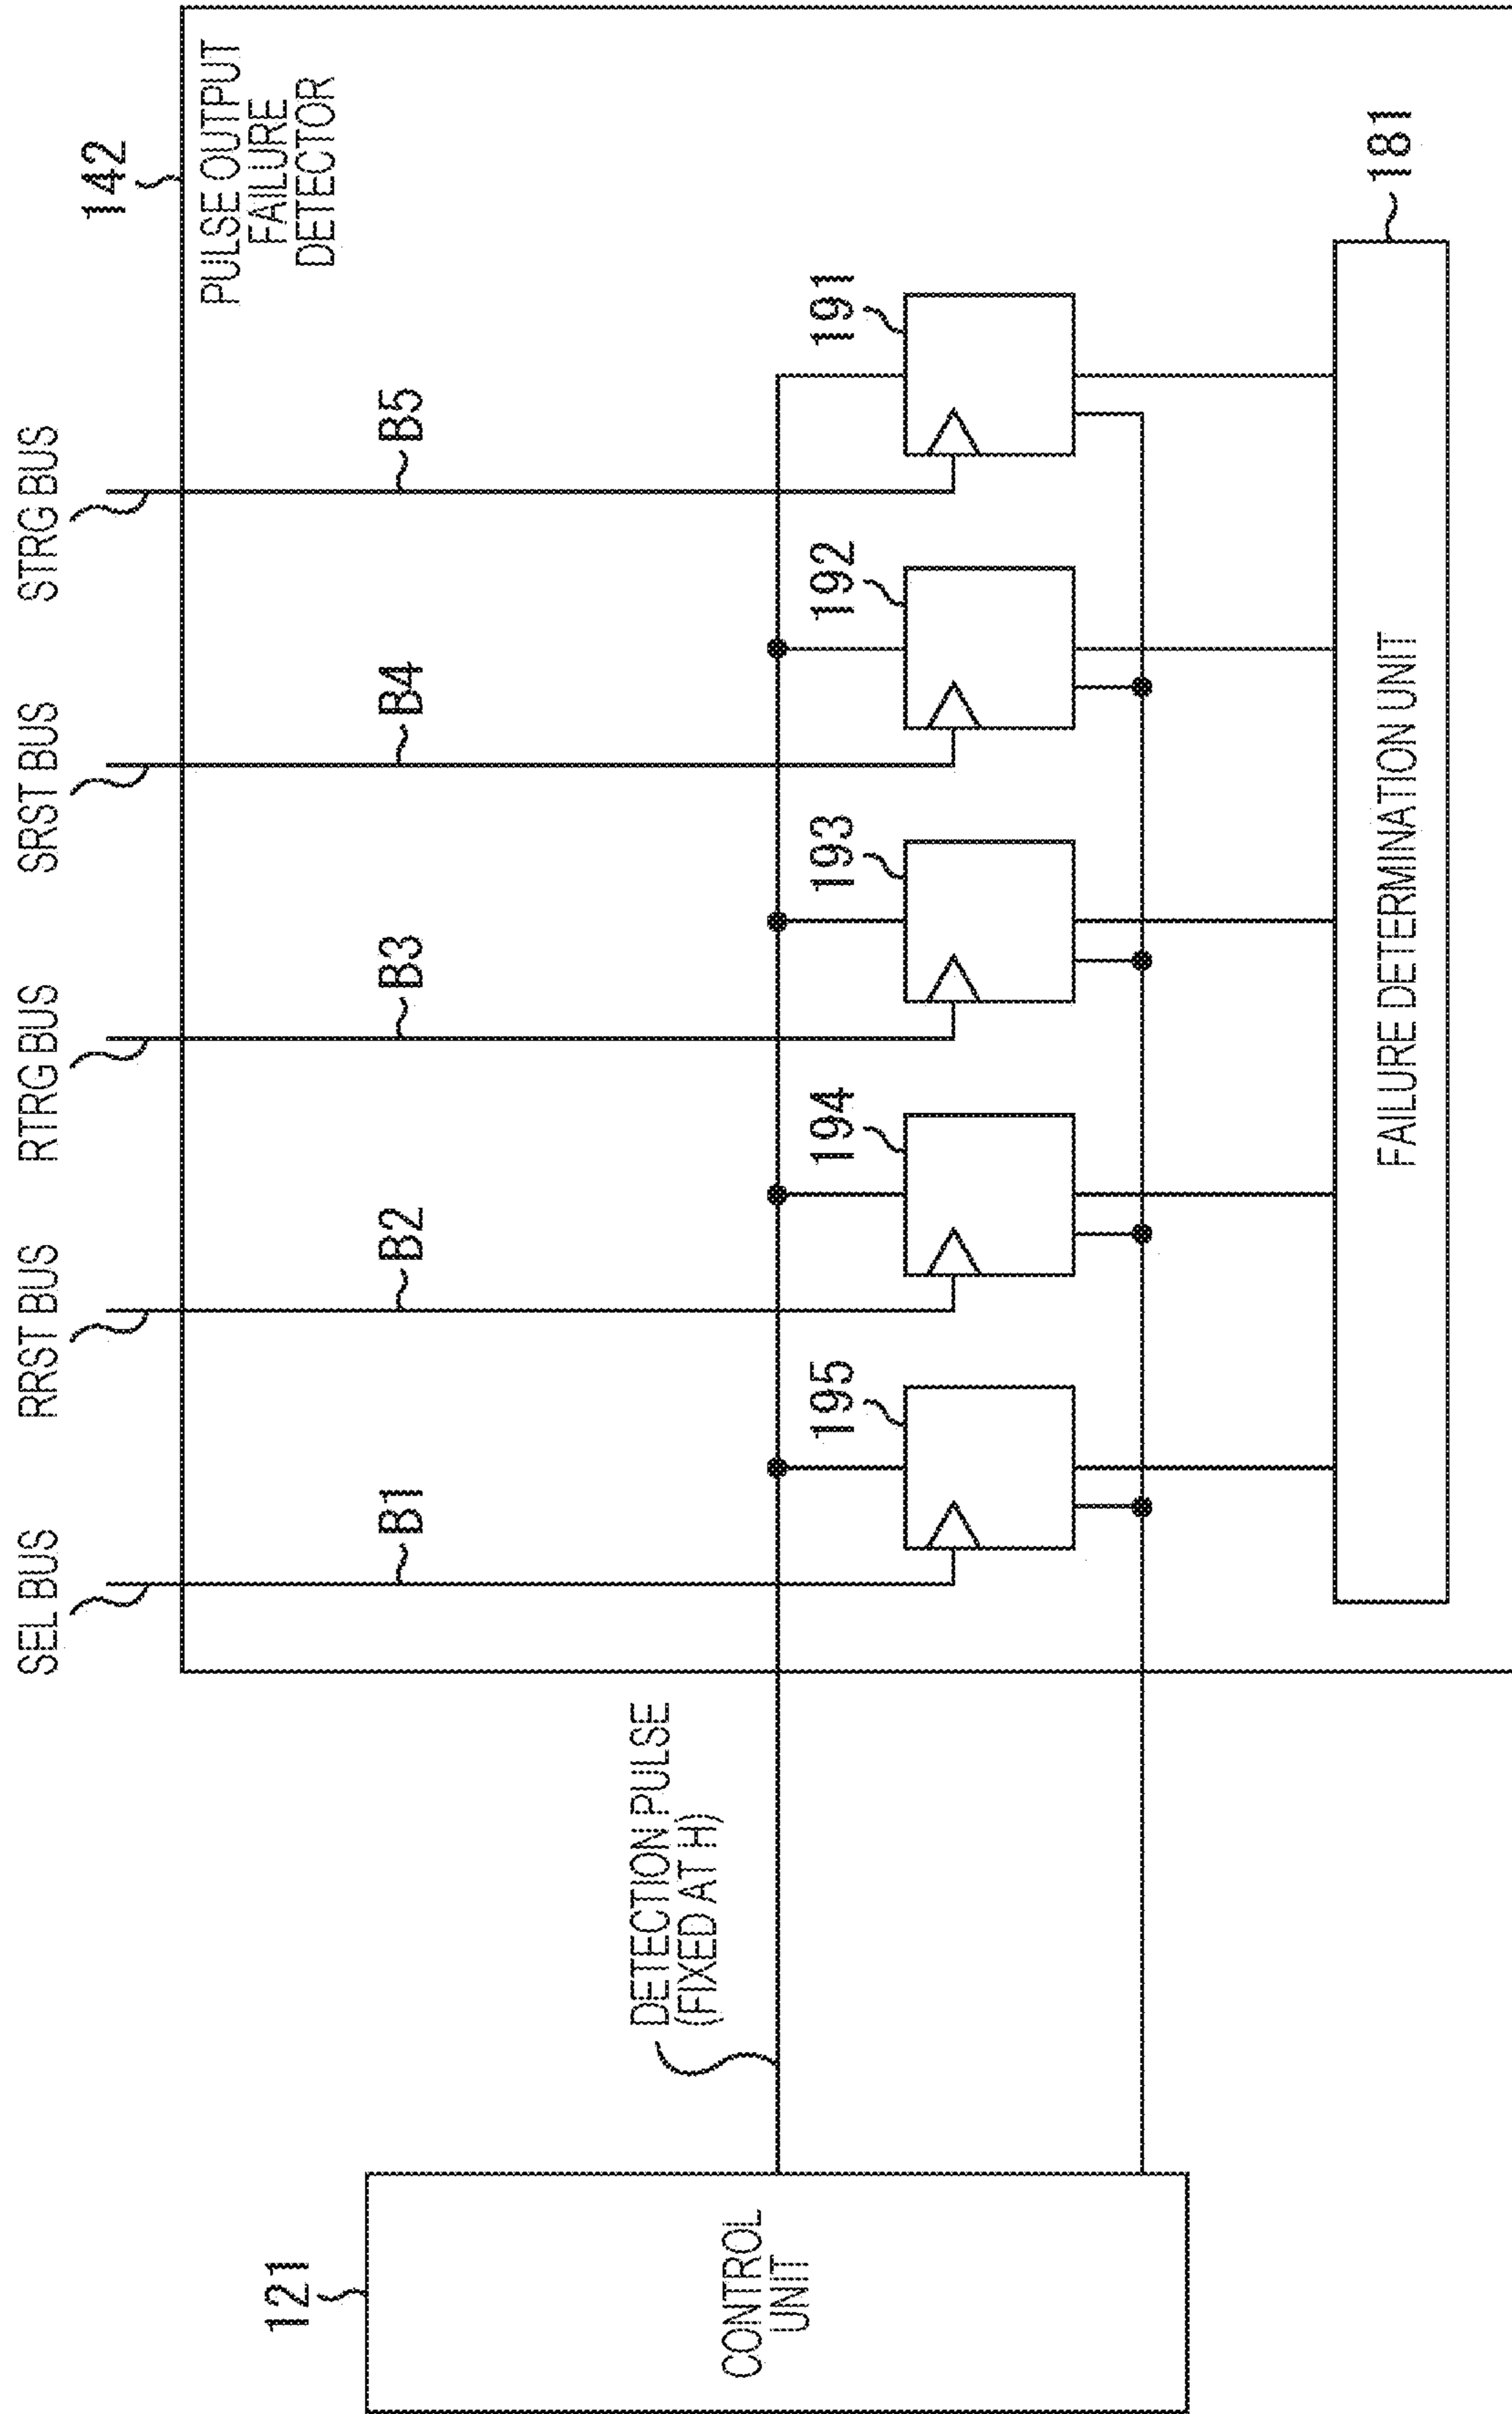 SEL BUS
RRST BUS
RTRG BUS
SRST BUS
STRG BUS
142
PULSE OUTPUT
FAILURE
DETECTOR
B1
B2
B3
B4
B5
121
CONTROL
UNIT
DETECTION PULSE
(FIXED AT H)
195
194
193
192
191
FAILURE DETERMINATION UNIT
181